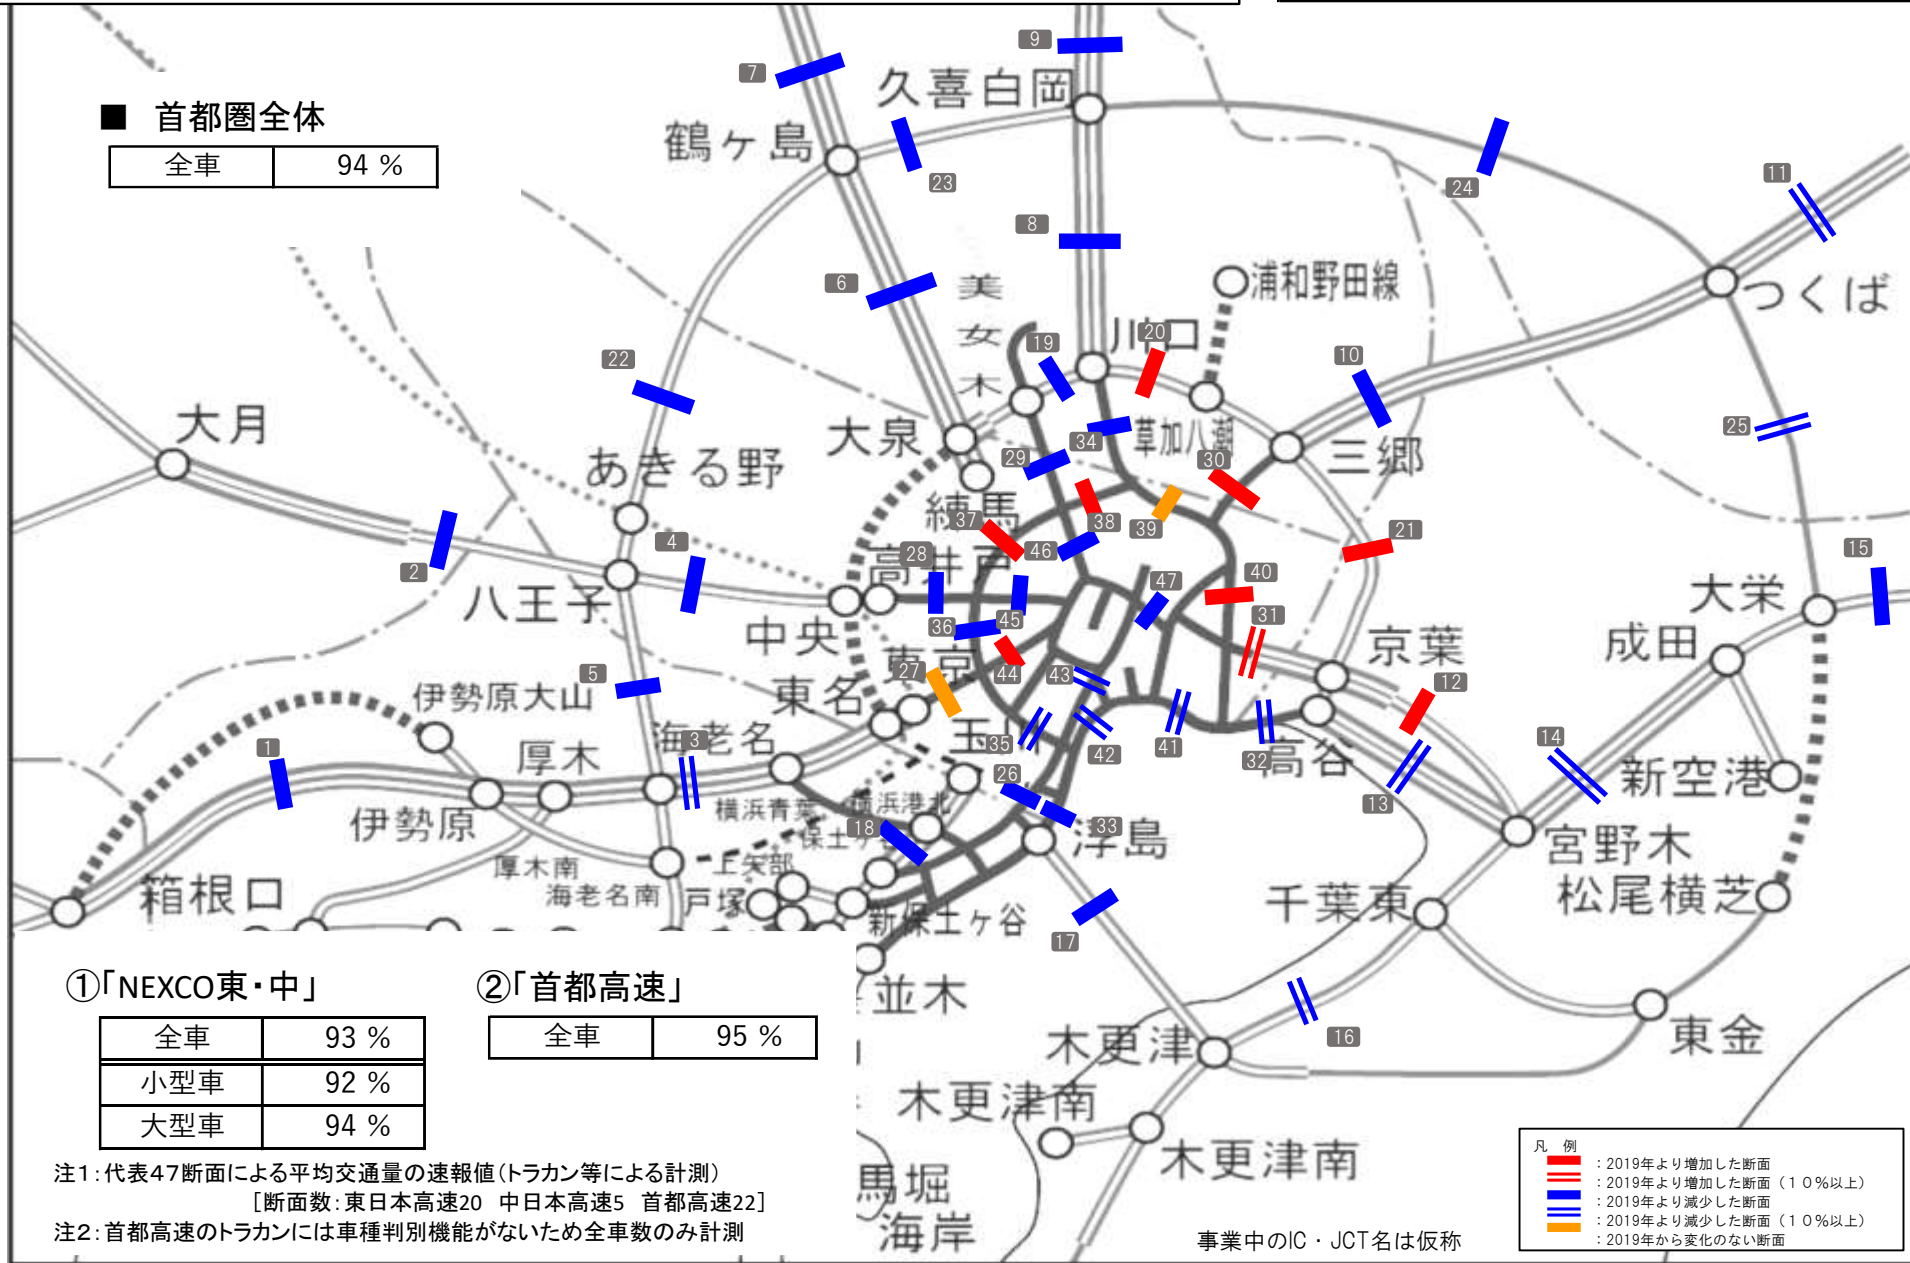 ■ 首都圏全体
全車 94 %
9
7
久喜白岡
鶴ヶ島
23
24
11
8
6
美女木
浦和野田線
つくば
川口
20
19
10
22
25
大月
あきる野
大泉
34
草加八潮
三郷
29
30
練馬
37
38
39
21
28
46
高井戸
4
2
八王子
47
40
15
大栄
36
45
31
中央
東京
44
43
京葉
成田
5
27
12
伊勢原大山
東名
海老名
3
玉川
35
42
41
32
高谷
14
1
厚木
26
13
新空港
伊勢原
横浜青葉
横浜港北
18
保土ヶ谷
33
浮島
宮野木
厚木南
上矢部
海老名南
戸塚
箱根口
新保土ヶ谷
千葉東
松尾横芝
17
①「NEXCO東・中」
②「首都高速」
並木
全車 93 %
全車 95 %
小型車 92 %
大型車 94 %
16
木更津
東金
木更津南
木更津南
馬堀
海岸
注1：代表47断面による平均交通量の速報値（トラカン等による計測）
［断面数：東日本高速20 中日本高速5 首都高速22］
注2：首都高速のトラカンには車種判別機能がないため全車数のみ計測
事業中のIC・JCT名は仮称
凡 例
：2019年より増加した断面
：2019年より増加した断面（１０％以上）
：2019年より減少した断面
：2019年より減少した断面（１０％以上）
：2019年から変化のない断面